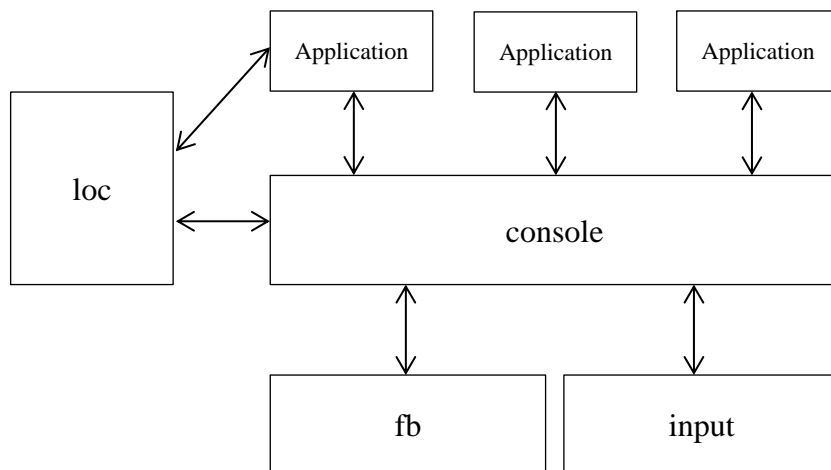 Application
Application
Application
loc
console
fb
input